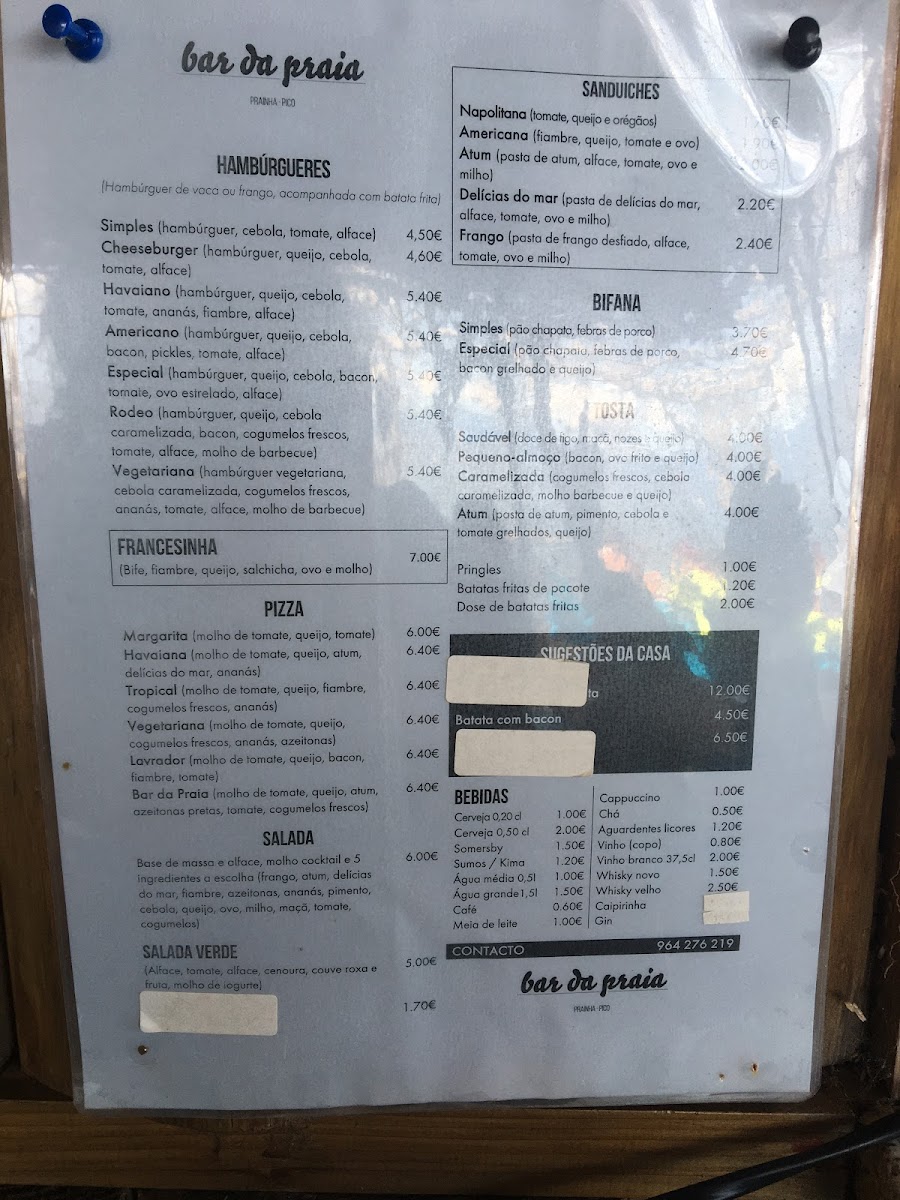 bar da praia
PRAINHA - PICO
HAMBÚRGUERES
(Hambúrguer de vaca ou frango, acompanhada com batata frita)
Simples (hambúrguer, cebola, tomate, alface) 4,50€
Cheeseburger (hambúrguer, queijo, cebola, 4,60€
tomate, alface)
Havaiano (hambúrguer, queijo, cebola, 5.40€
tomate, ananás, fiambre, alface)
Americano (hambúrguer, queijo, cebola, 5.40€
bacon, pickles, tomate, alface)
Especial (hambúrguer, queijo, cebola, bacon, 5.40€
tomate, ovo estrelado, alface)
Rodeo (hambúrguer, queijo, cebola 5.40€
caramelizada, bacon, cogumelos frescos,
tomate, alface, molho de barbecue)
Vegetariana (hambúrguer vegetariana, 5.40€
cebola caramelizada, cogumelos frescos,
ananás, tomate, alface, molho de barbecue)
FRANCESINHA
(Bife, fiambre, queijo, salchicha, ovo e molho) 7.00€
PIZZA
Margarita (molho de tomate, queijo, tomate) 6.00€
Havaiana (molho de tomate, queijo, atum, 6.40€
delícias do mar, ananás)
Tropical (molho de tomate, queijo, fiambre, 6.40€
cogumelos frescos, ananás)
Vegetariana (molho de tomate, queijo, 6.40€
cogumelos frescos, ananás, azeitonas)
Lavrador (molho de tomate, queijo, bacon, 6.40€
fiambre, tomate)
Bar da Praia (molho de tomate, queijo, atum, 6.40€
azeitonas pretas, tomate, cogumelos frescos)
SALADA
Base de massa e alface, molho cocktail e 5 6.00€
ingredientes a escolha (frango, atum, delícias
do mar, fiambre, azeitonas, ananás, pimento,
cebola, queijo, ovo, milho, maçã, tomate,
cogumelos)
SALADA VERDE
(Alface, tomate, alface, cenoura, couve roxa e 5.00€
fruta, molho de iogurte)
1.70€
SANDUICHES
Napolitana (tomate, queijo e orégãos)
Americana (fiambre, queijo, tomate e ovo)
Atum (pasta de atum, alface, tomate, ovo e
milho)
Delícias do mar (pasta de delícias do mar, 2.20€
alface, tomate, ovo e milho)
Frango (pasta de frango desfiado, alface, 2.40€
tomate, ovo e milho)
BIFANA
Simples (pão chapata, febras de porco) 3.70€
Especial (pão chapata, febras de porco, 4.70€
bacon grelhado e queijo)
TOSTA
Saudável (doce de figo, maçã, nozes e queijo) 4.00€
Pequeno-almoço (bacon, ovo frito e queijo) 4.00€
Caramelizada (cogumelos frescos, cebola 4.00€
caramelizada, molho barbecue e queijo)
Atum (pasta de atum, pimento, cebola e 4.00€
tomate grelhados, queijo)
Pringles 1.00€
Batatas fritas de pacote 1.20€
Dose de batatas fritas 2.00€
SUGESTÕES DA CASA
ta 12.00€
Batata com bacon 4.50€
6.50€
BEBIDAS
Cerveja 0,20 cl 1.00€
Cerveja 0,50 cl 2.00€
Somersby 1.50€
Sumos / Kima 1.20€
Água média 0,5l 1.00€
Água grande 1,5l 1.50€
Café 0.60€
Meia de leite 1.00€
Cappuccino 1.00€
Chá 0.50€
Aguardentes licores 1.20€
Vinho (copo) 0.80€
Vinho branco 37,5cl 2.00€
Whisky novo 1.50€
Whisky velho 2.50€
Caipirinha
Gin
CONTACTO 964 276 219
bar da praia
PRAINHA - PICO